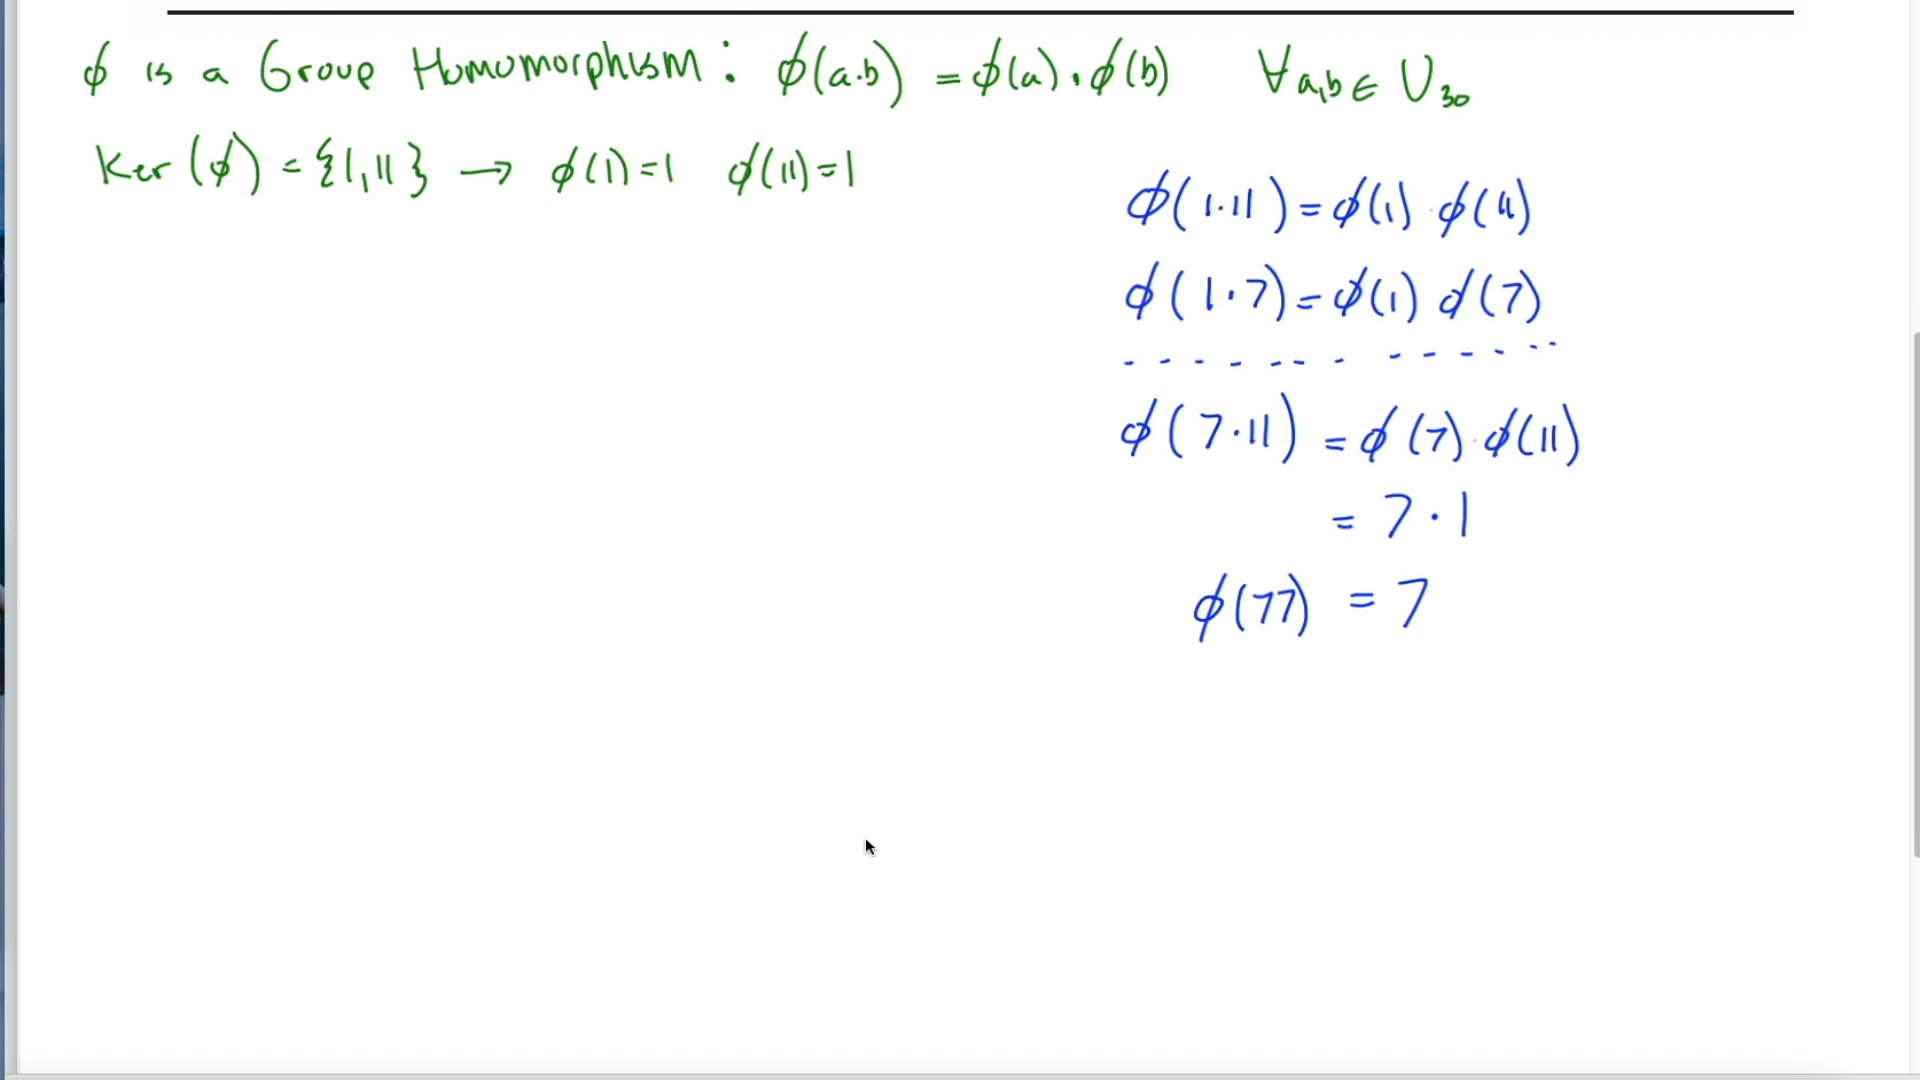 ϕ is a Group Homomorphism : ϕ(a·b) = ϕ(a)·ϕ(b) ∀a,b ∈ U₃₀
Ker(ϕ) = {1,11} → ϕ(1)=1 ϕ(11)=1
ϕ(1·11) = ϕ(1) ϕ(11)
ϕ(1·7) = ϕ(1) ϕ(7)
ϕ(7·11) = ϕ(7)·ϕ(11)
= 7·1
ϕ(77) = 7